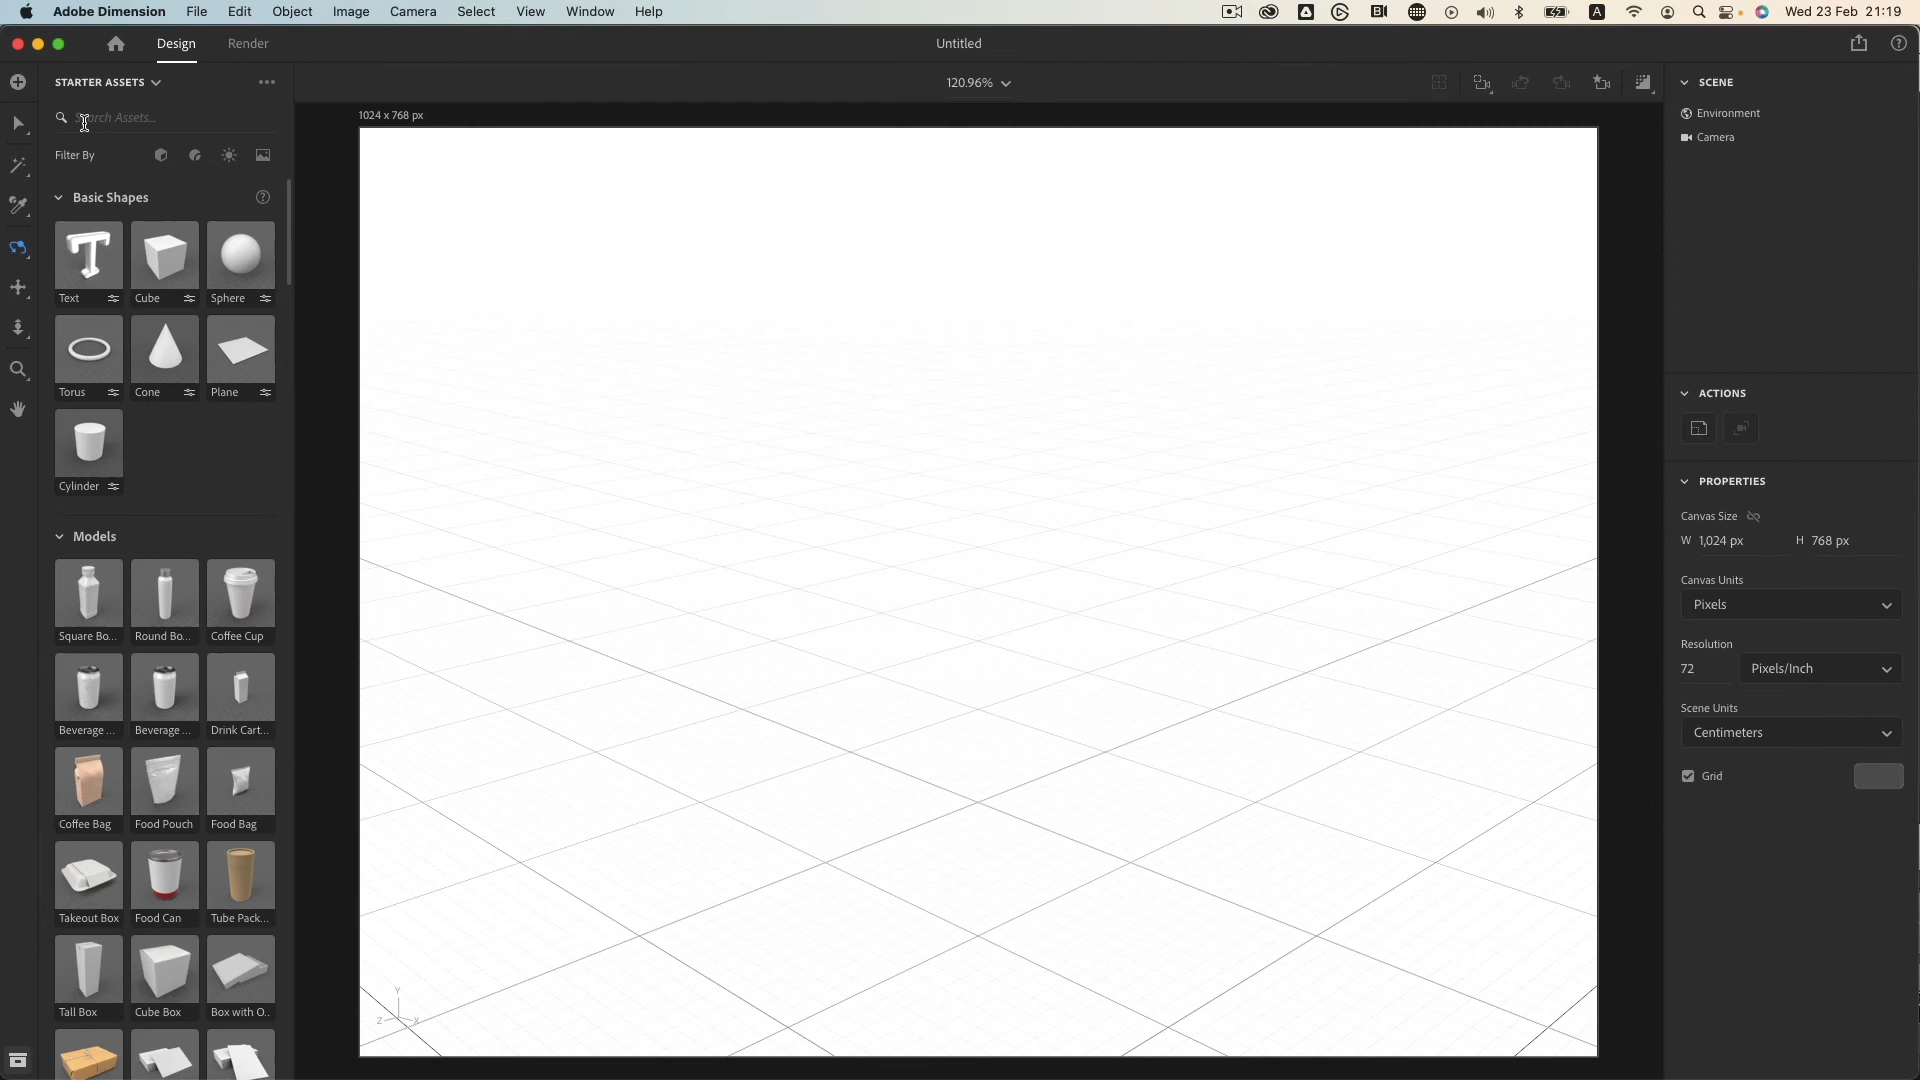 Adobe Dimension File Edit Object Image Camera Select View Window Help Wed 23 Feb 21:19
Design Render Untitled
STARTER ASSETS
Search Assets...
Filter By
Basic Shapes
Text Cube Sphere
Torus Cone Plane
Cylinder
Models
Square Bo... Round Bo... Coffee Cup
Beverage ... Beverage ... Drink Cart...
Coffee Bag Food Pouch Food Bag
Takeout Box Food Can Tube Pack...
Tall Box Cube Box Box with O..
120.96%
1024 x 768 px
Y
Z X
SCENE
Environment
Camera
ACTIONS
PROPERTIES
Canvas Size
W 1,024 px H 768 px
Canvas Units
Pixels
Resolution
72 Pixels/Inch
Scene Units
Centimeters
Grid